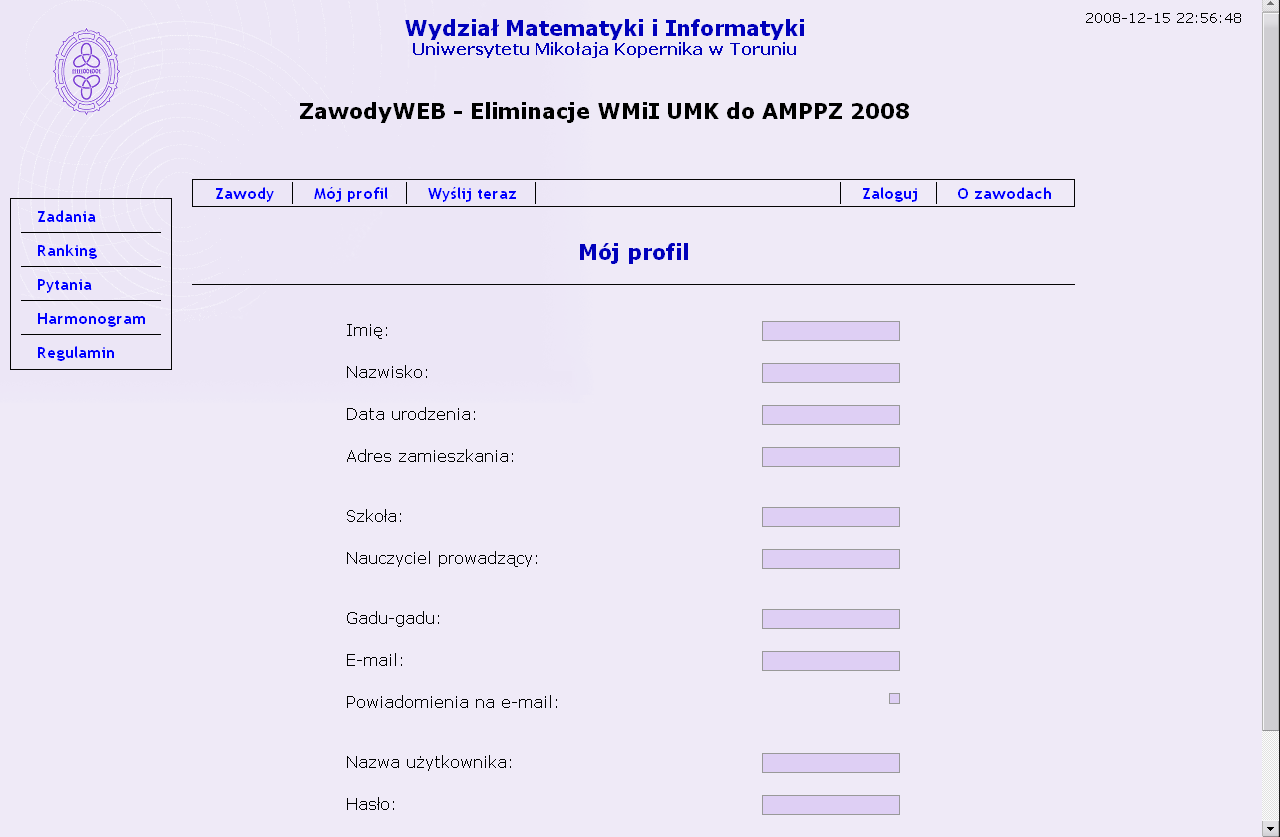 2008-12-15 22:56:48
Wydział Matematyki i Informatyki
Uniwersytetu Mikołaja Kopernika w Toruniu
ZawodyWEB - Eliminacje WMiI UMK do AMPPZ 2008
Zawody Mój profil Wyślij teraz Zaloguj O zawodach
Zadania
Ranking
Pytania
Harmonogram
Regulamin
Mój profil
Imię:
Nazwisko:
Data urodzenia:
Adres zamieszkania:
Szkoła:
Nauczyciel prowadzący:
Gadu-gadu:
E-mail:
Powiadomienia na e-mail:
Nazwa użytkownika:
Hasło: